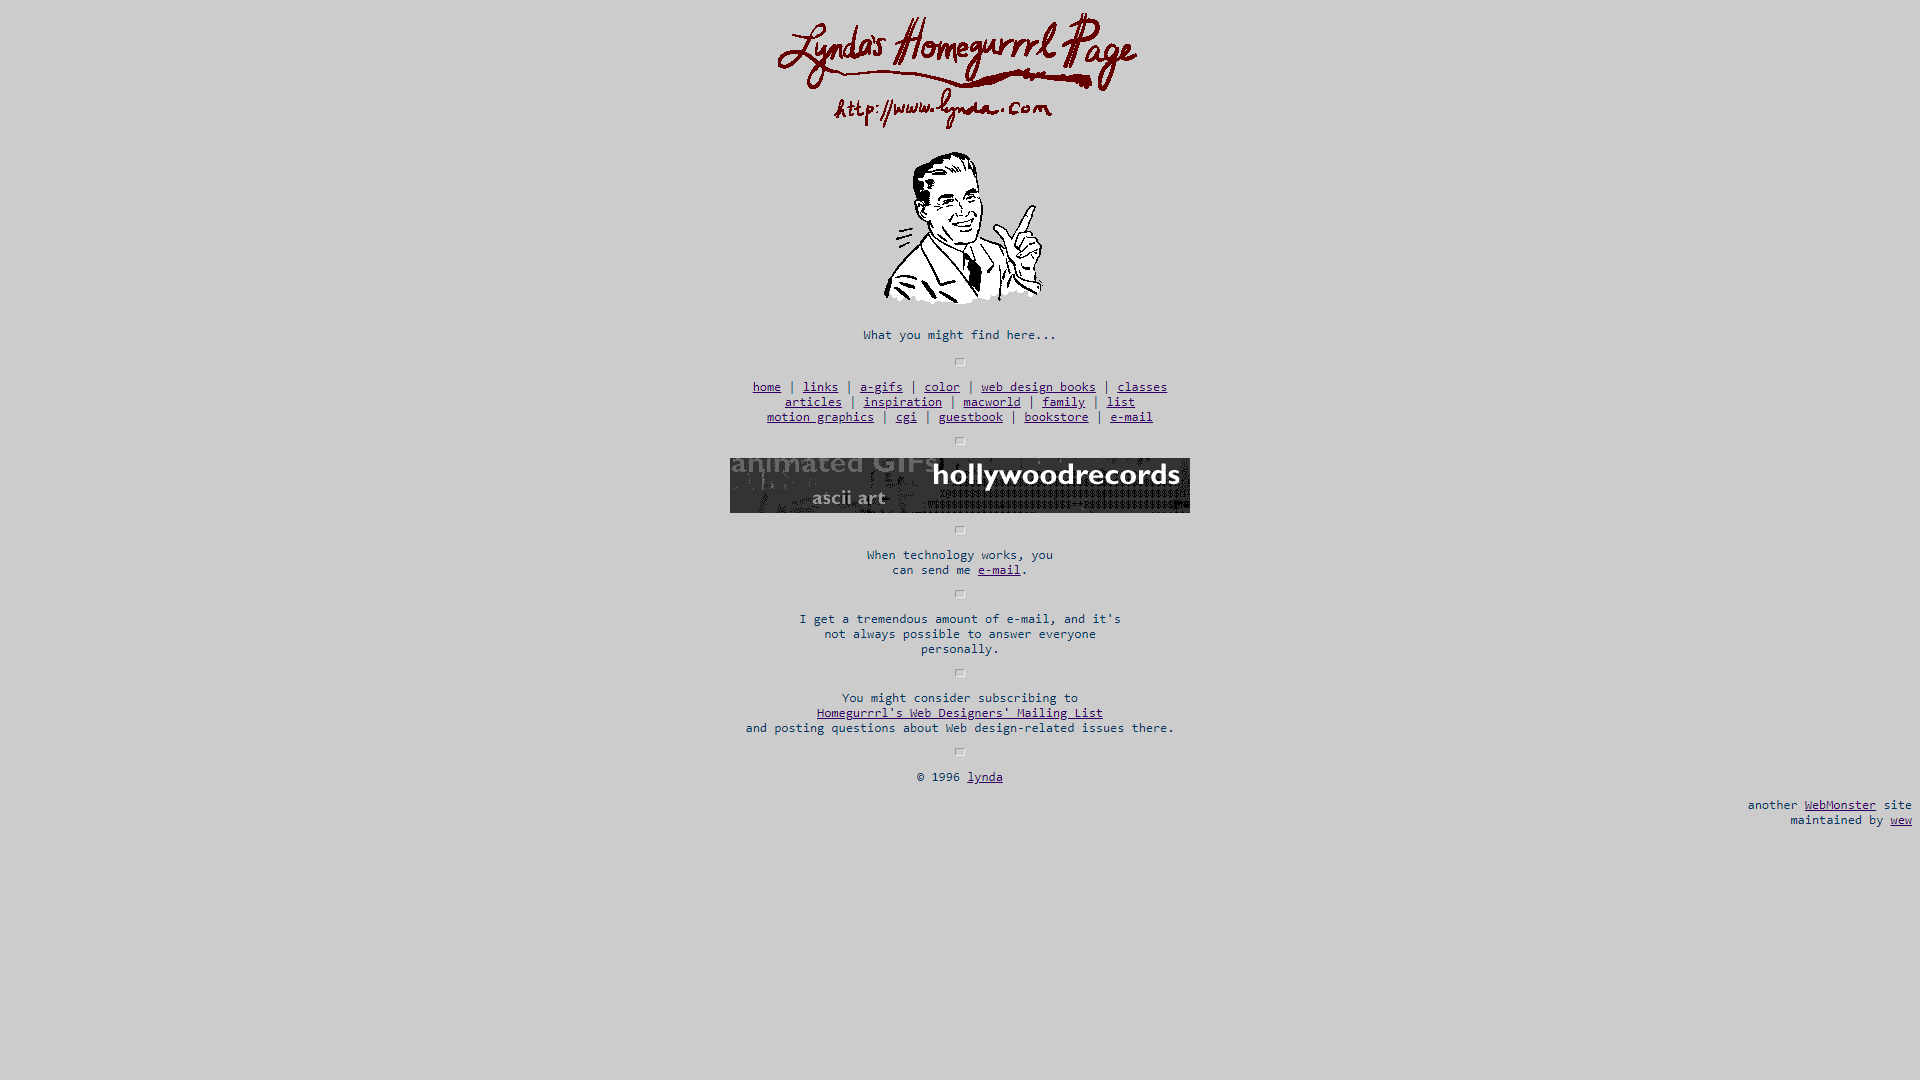 Lynda's Homegurrrl Page
http://www.lynda.com
What you might find here...
home | links | a-gifs | color | web design books | classes
articles | inspiration | macworld | family | list
motion graphics | cgi | guestbook | bookstore | e-mail
animated GIFs
hollywoodrecords
ascii art
When technology works, you
can send me e-mail.
I get a tremendous amount of e-mail, and it's
not always possible to answer everyone
personally.
You might consider subscribing to
Homegurrrl's Web Designers' Mailing List
and posting questions about Web design-related issues there.
© 1996 lynda
another WebMonster site
maintained by wew